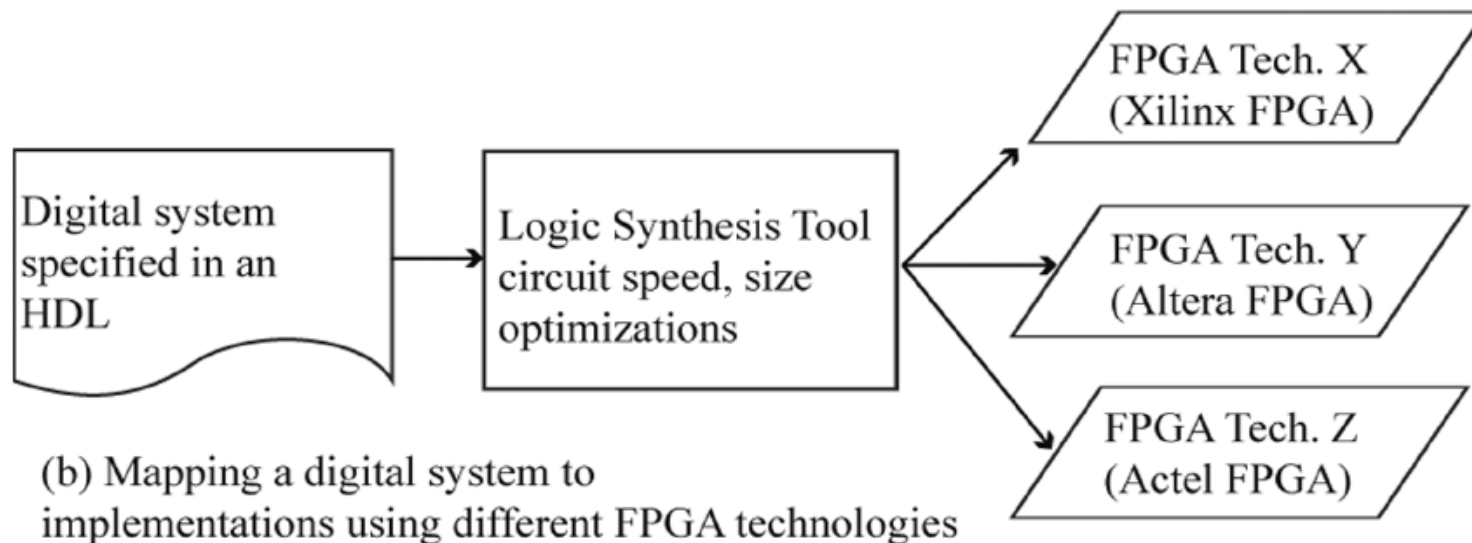 Digital system
specified in an
HDL
Logic Synthesis Tool
circuit speed, size
optimizations
FPGA Tech. X
(Xilinx FPGA)
FPGA Tech. Y
(Altera FPGA)
FPGA Tech. Z
(Actel FPGA)
(b) Mapping a digital system to
implementations using different FPGA technologies